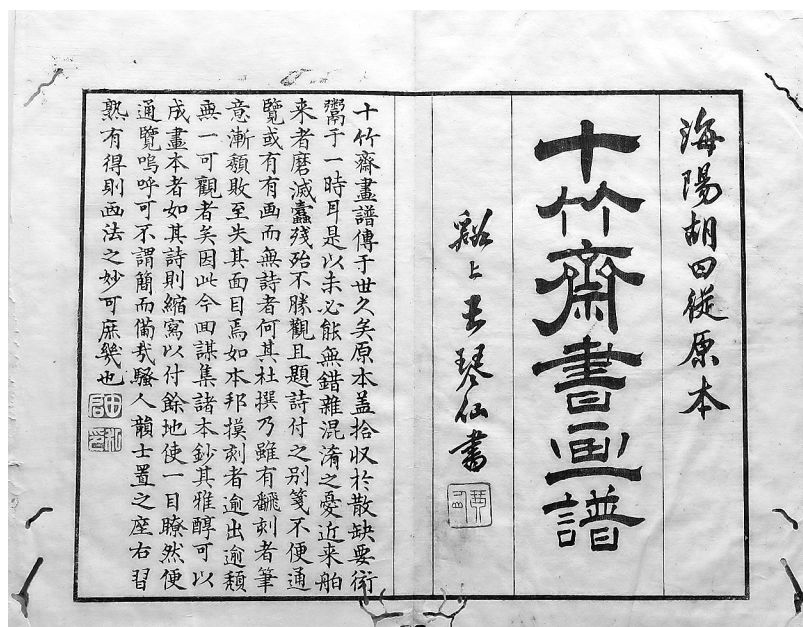 海陽胡曰従原本
十竹齋書画譜
谿上王琴仙書
十竹齋畫譜傳于世久矣原本盖拾収於散缺要衒
鬻于一時耳是以未必能無錯雜混淆之憂近来舶
来者磨滅蠹残殆不勝觀且題詩付之别箋不便通
覽或有有画而無詩者何其杜撰乃雖有飜刻者筆
意漸頽敗至失其面目焉如本邦摸刻者逾出逾頽
無一可觀者矣因此今回謀集諸本鈔其雅醇可以
成畫本者如其詩則縮寫以付餘地使一目瞭然便
通覽嗚呼可不謂簡而備哉騷人韻士置之座右習
熟有得則画法之妙可庶幾也